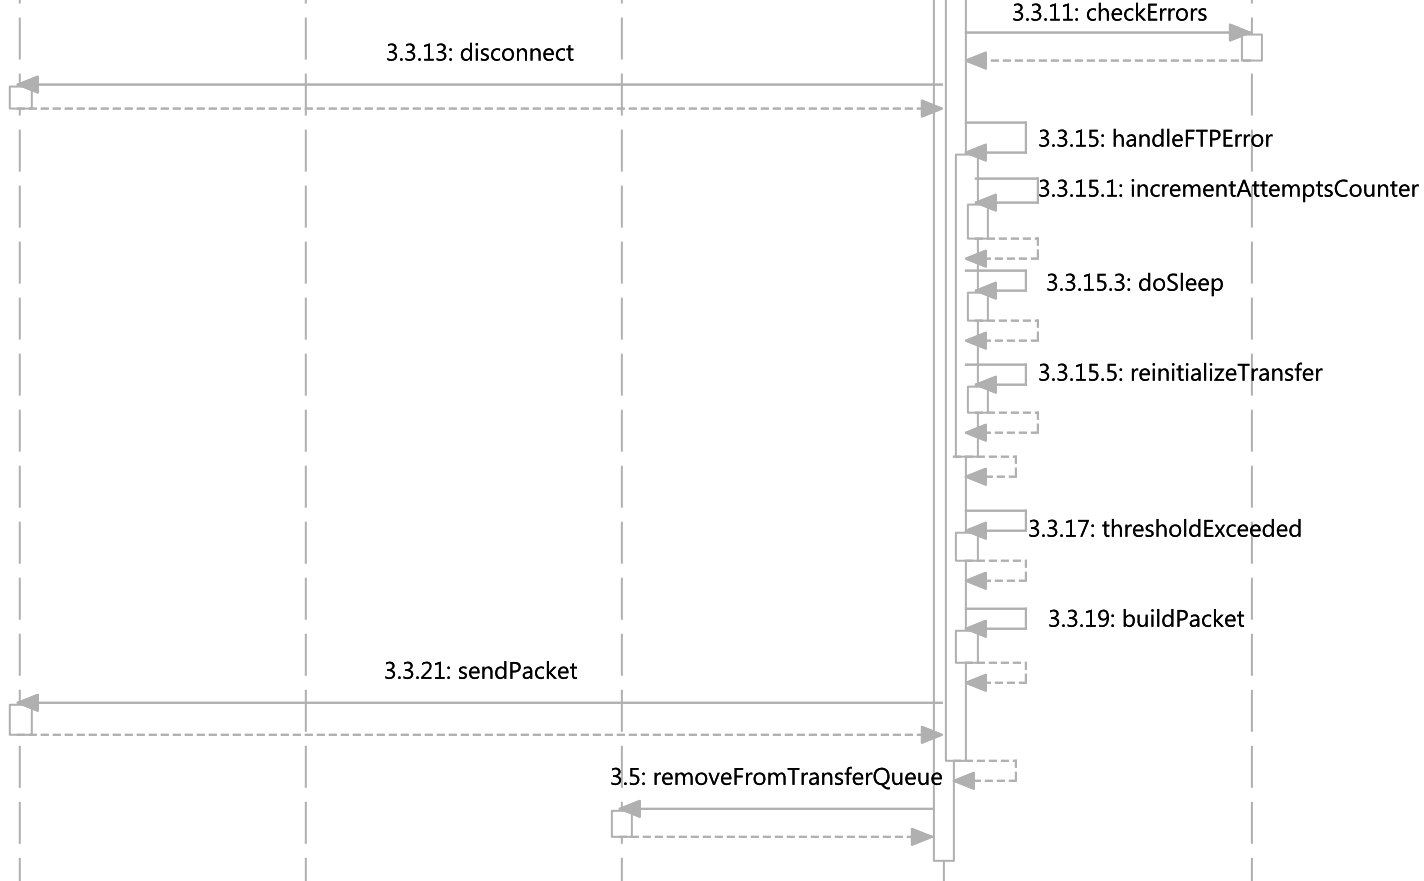 3.3.11: checkErrors
3.3.13: disconnect
3.3.15: handleFTPError
3.3.15.1: incrementAttemptsCounter
3.3.15.3: doSleep
3.3.15.5: reinitializeTransfer
3.3.17: thresholdExceeded
3.3.19: buildPacket
3.3.21: sendPacket
3.5: removeFromTransferQueue